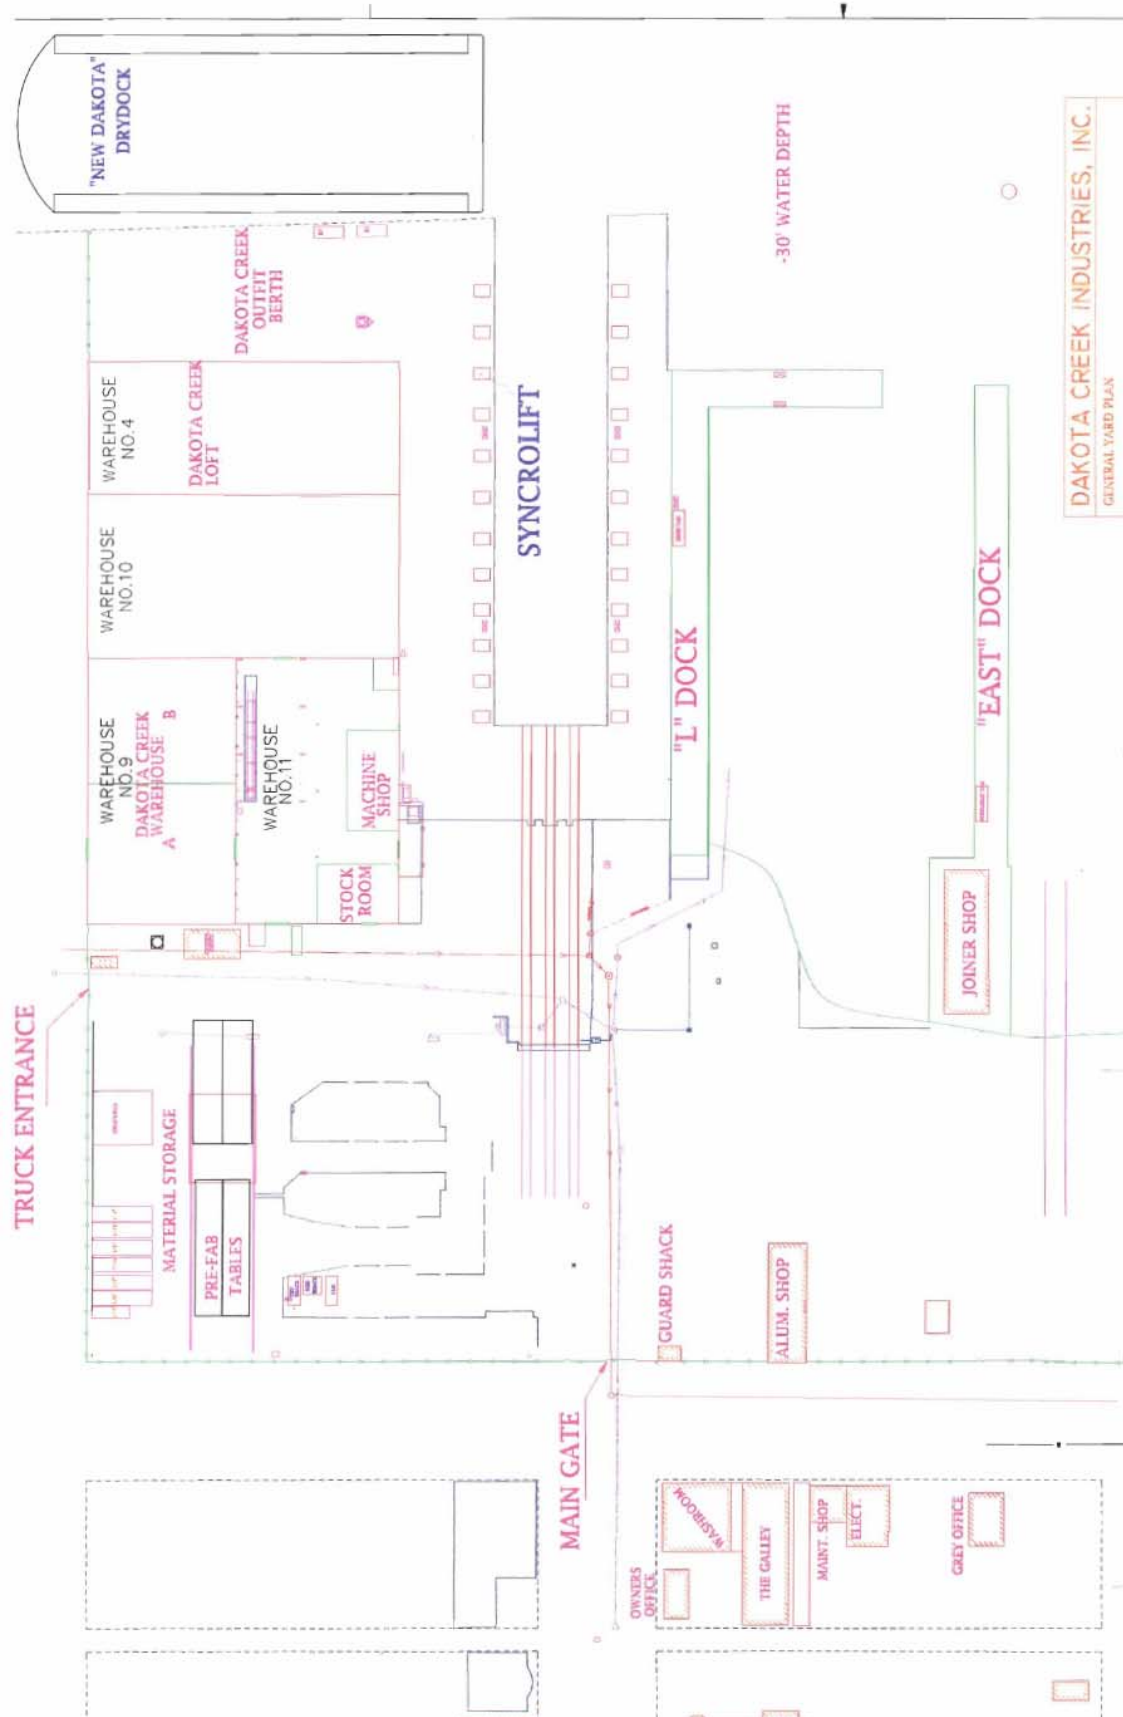 "NEW DAKOTA"
DRYDOCK
DAKOTA CREEK
OUTFIT
BERTH
-30' WATER DEPTH
DAKOTA CREEK INDUSTRIES, INC.
GENERAL YARD PLAN
WAREHOUSE
NO.4
DAKOTA CREEK
LOFT
WAREHOUSE
NO.10
SYNCROLIFT
WAREHOUSE
NO.9
DAKOTA CREEK
WAREHOUSE
A
B
WAREHOUSE
NO.11
MACHINE
SHOP
STOCK
ROOM
"L" DOCK
"EAST" DOCK
JOINER SHOP
TRUCK ENTRANCE
MATERIAL STORAGE
PRE-FAB
TABLES
GUARD SHACK
ALUM. SHOP
MAIN GATE
OWNERS
OFFICE
WASHROOM
THE GALLEY
MAINT. SHOP
ELECT.
GREY OFFICE